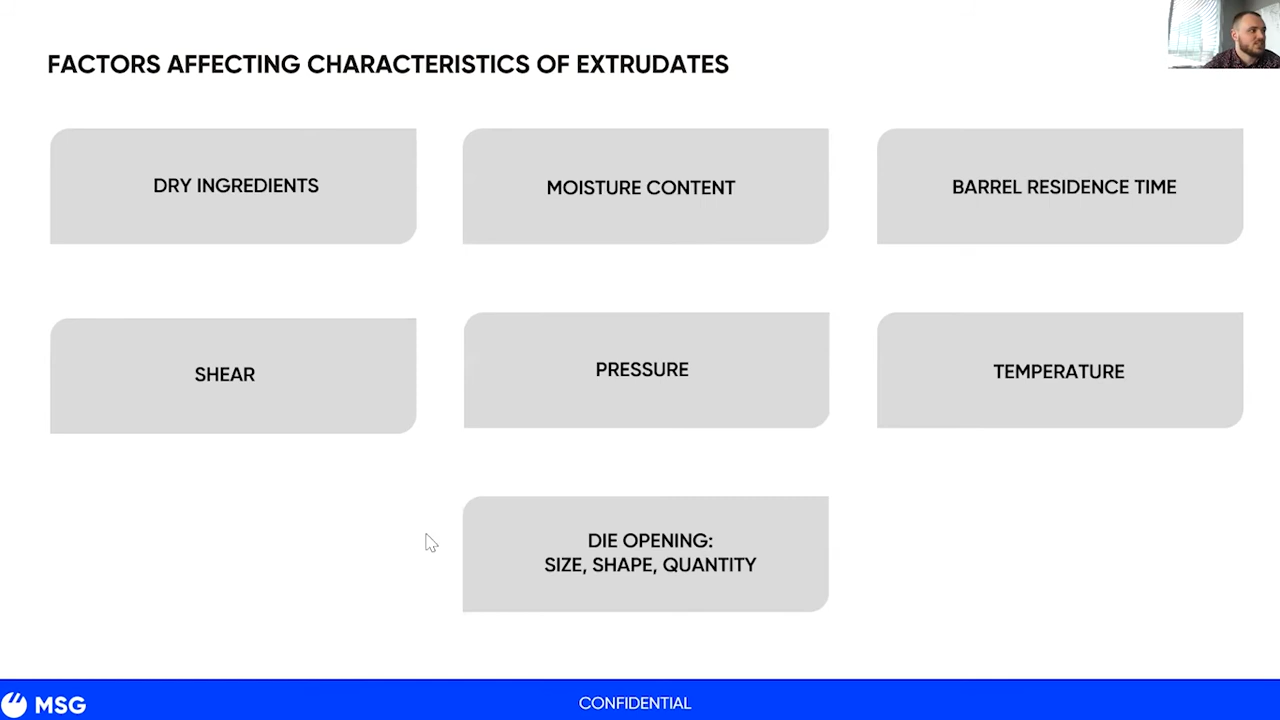 FACTORS AFFECTING CHARACTERISTICS OF EXTRUDATES
DRY INGREDIENTS
MOISTURE CONTENT
BARREL RESIDENCE TIME
SHEAR
PRESSURE
TEMPERATURE
DIE OPENING:
SIZE, SHAPE, QUANTITY
MSG
CONFIDENTIAL